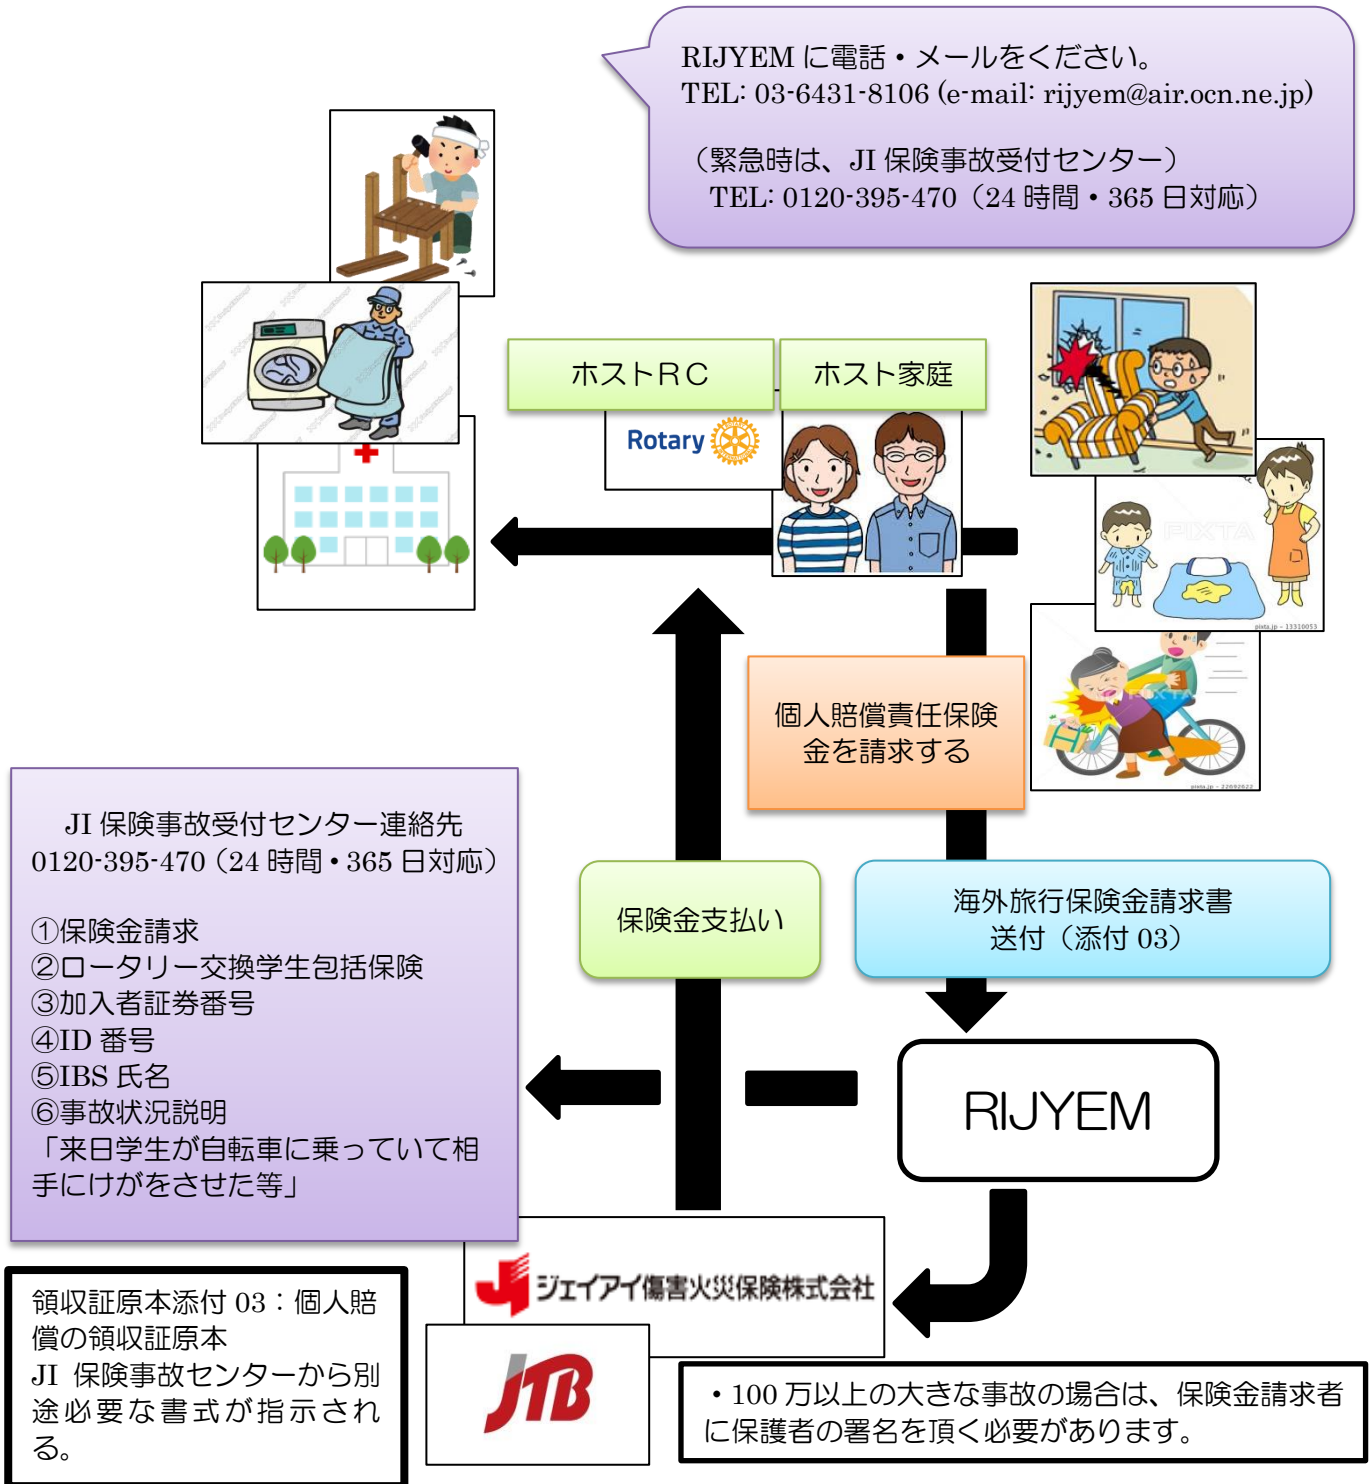 RIJYEM に電話・メールをください。
TEL: 03-6431-8106 (e-mail: rijyem@air.ocn.ne.jp)
（緊急時は、JI 保険事故受付センター）
TEL: 0120-395-470（24 時間・365 日対応）
ホストＲＣ
ホスト家庭
Rotary
PIXTA
pixta.jp - 13310053
個人賠償責任保険
金を請求する
pixta.jp - 22692622
JI 保険事故受付センター連絡先
0120-395-470（24 時間・365 日対応）
①保険金請求
②ロータリー交換学生包括保険
③加入者証券番号
④ID 番号
⑤IBS 氏名
⑥事故状況説明
「来日学生が自転車に乗っていて相
手にけがをさせた等」
保険金支払い
海外旅行保険金請求書
送付（添付 03）
RIJYEM
ジェイアイ傷害火災保険株式会社
JTB
領収証原本添付 03：個人賠
償の領収証原本
JI 保険事故センターから別
途必要な書式が指示され
る。
・100 万以上の大きな事故の場合は、保険金請求者
に保護者の署名を頂く必要があります。